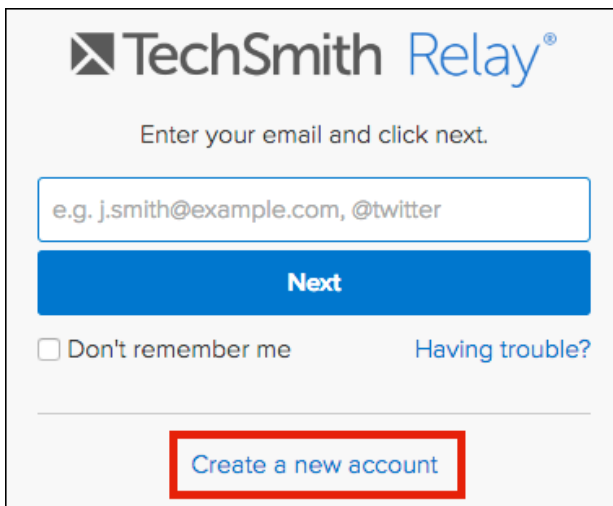 TechSmith Relay®
Enter your email and click next.
e.g. j.smith@example.com, @twitter
Next
Don't remember me Having trouble?
Create a new account